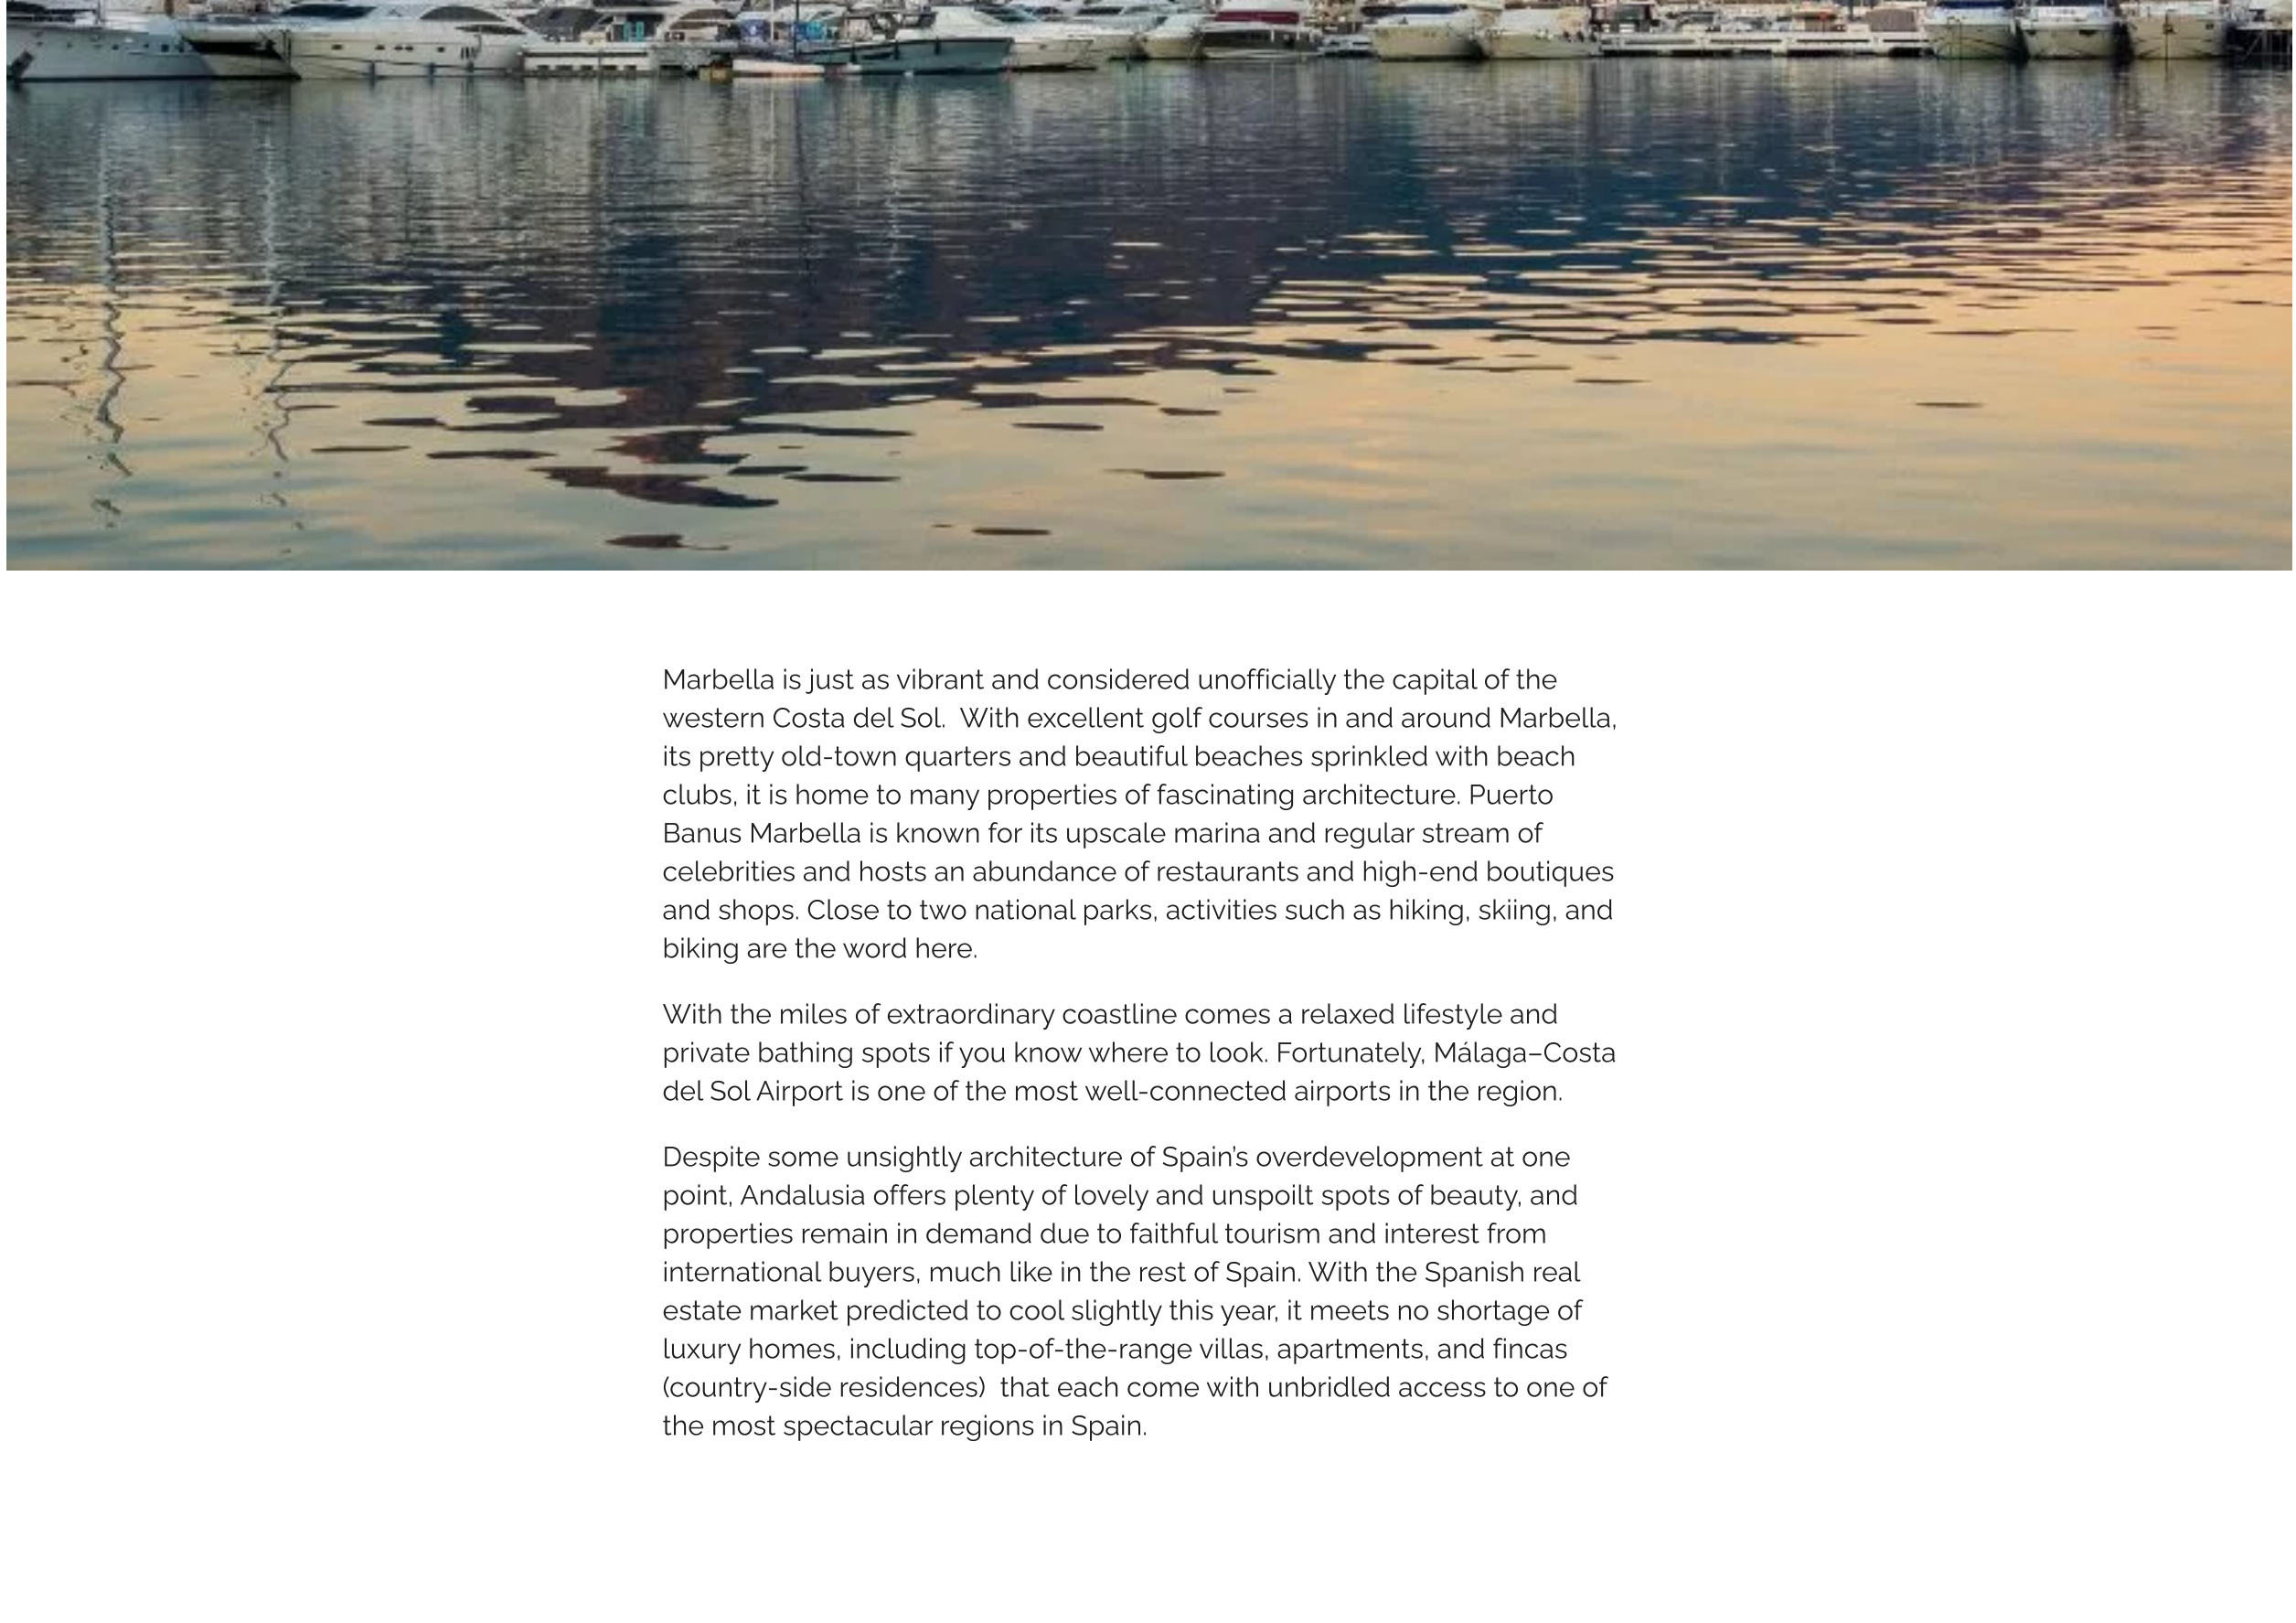 Marbella is just as vibrant and considered unofficially the capital of the
western Costa del Sol.  With excellent golf courses in and around Marbella,
its pretty old-town quarters and beautiful beaches sprinkled with beach
clubs, it is home to many properties of fascinating architecture. Puerto
Banus Marbella is known for its upscale marina and regular stream of
celebrities and hosts an abundance of restaurants and high-end boutiques
and shops. Close to two national parks, activities such as hiking, skiing, and
biking are the word here.
With the miles of extraordinary coastline comes a relaxed lifestyle and
private bathing spots if you know where to look. Fortunately, Málaga–Costa
del Sol Airport is one of the most well-connected airports in the region.
Despite some unsightly architecture of Spain’s overdevelopment at one
point, Andalusia offers plenty of lovely and unspoilt spots of beauty, and
properties remain in demand due to faithful tourism and interest from
international buyers, much like in the rest of Spain. With the Spanish real
estate market predicted to cool slightly this year, it meets no shortage of
luxury homes, including top-of-the-range villas, apartments, and fincas
(country-side residences)  that each come with unbridled access to one of
the most spectacular regions in Spain.